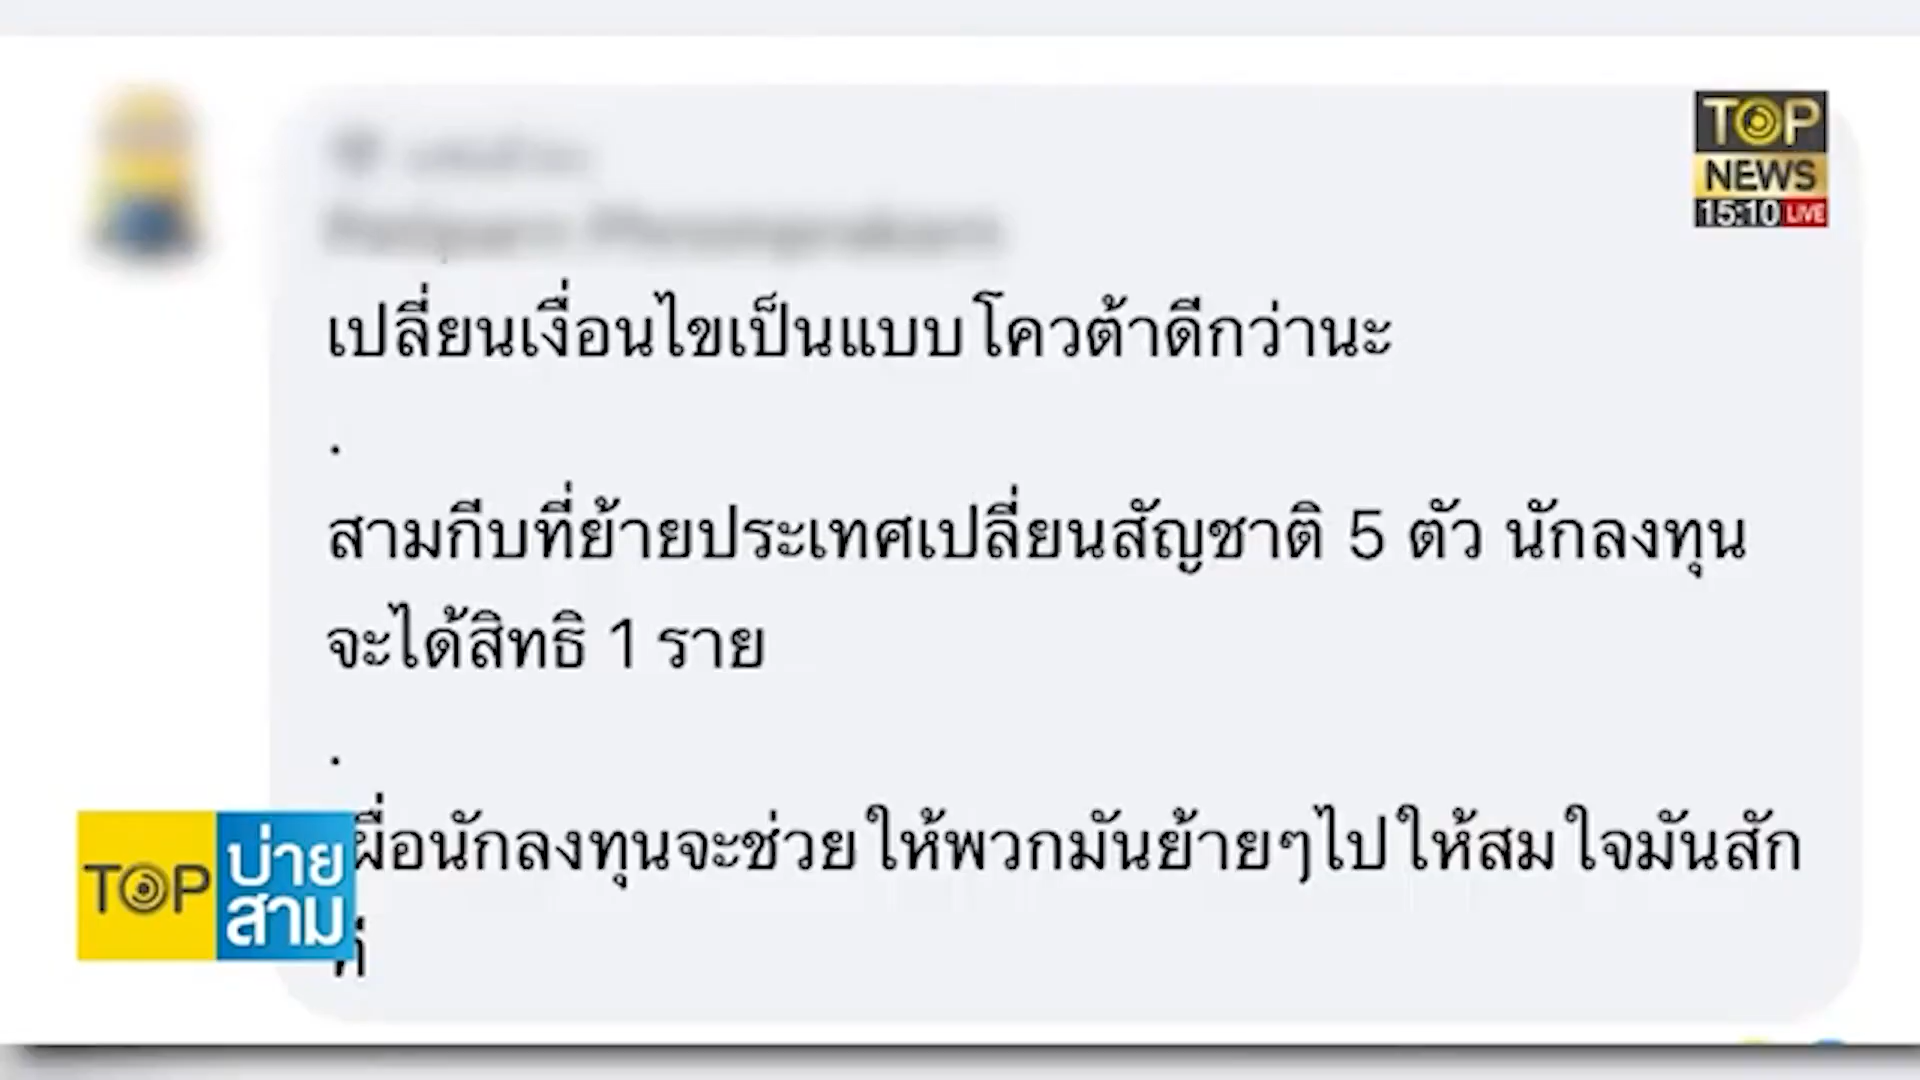 TOP
NEWS
15:10 LIVE
เปลี่ยนเงื่อนไขเป็นแบบโควต้าดีกว่านะ
.
สามกีบที่ย้ายประเทศเปลี่ยนสัญชาติ 5 ตัว นักลงทุน
จะได้สิทธิ 1 ราย
.
เผื่อนักลงทุนจะช่วยให้พวกมันย้ายๆไปให้สมใจมันสัก
ที
TOP บ่าย
สาม